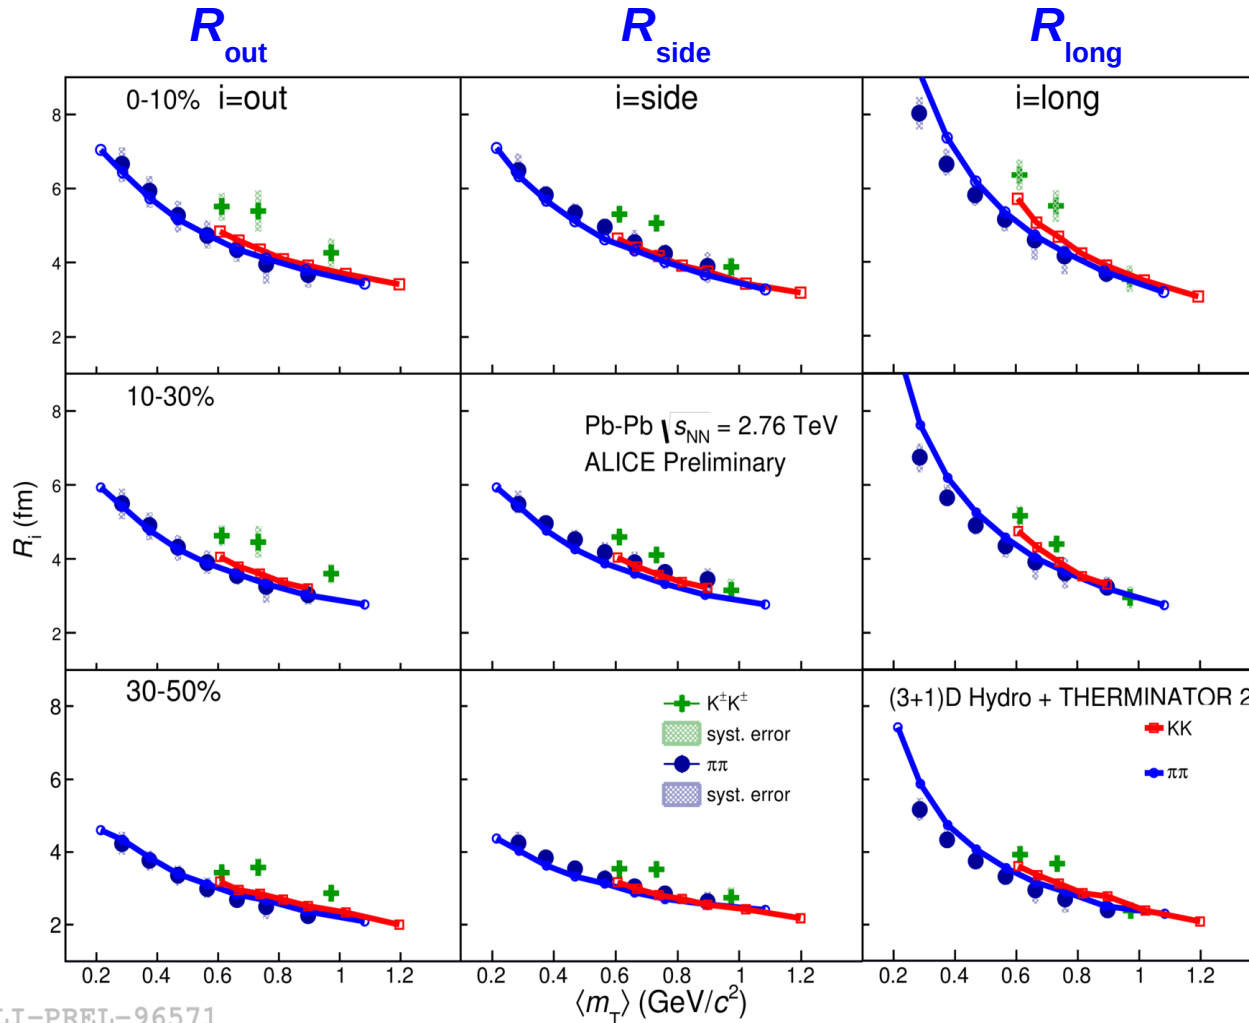 R out R side R long
0-10% i=out i=side i=long
8
6
4
2
10-30%
Pb-Pb √sNN = 2.76 TeV
ALICE Preliminary
8
6
4
2
Ri (fm)
30-50%
K±K±
syst. error
ππ
syst. error
(3+1)D Hydro + THERMINATOR 2
KK
ππ
8
6
4
2
0.2 0.4 0.6 0.8 1 1.2 0.2 0.4 0.6 0.8 1 1.2 0.2 0.4 0.6 0.8 1 1.2
⟨mT⟩ (GeV/c²)
LI-PREL-96571